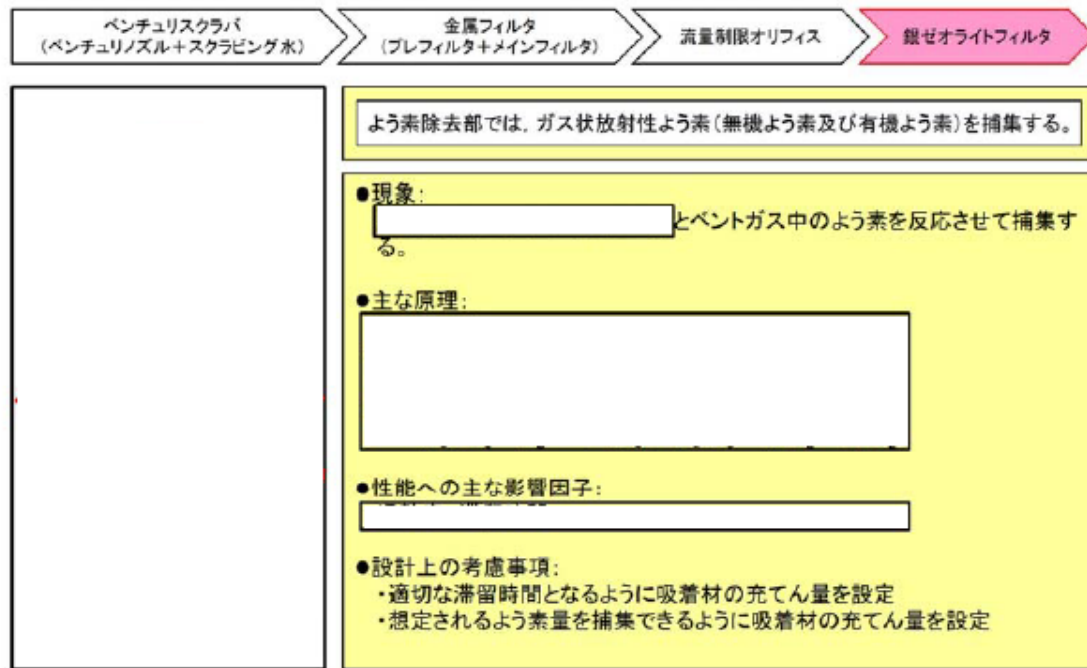 ベンチュリスクラバ
（ベンチュリノズル＋スクラビング水）
金属フィルタ
（プレフィルタ＋メインフィルタ）
流量制限オリフィス
銀ゼオライトフィルタ
よう素除去部では，ガス状放射性よう素（無機よう素及び有機よう素）を捕集する。
●現象：
とベントガス中のよう素を反応させて捕集す
る。
●主な原理：
●性能への主な影響因子：
●設計上の考慮事項：
・適切な滞留時間となるように吸着材の充てん量を設定
・想定されるよう素量を捕集できるように吸着材の充てん量を設定